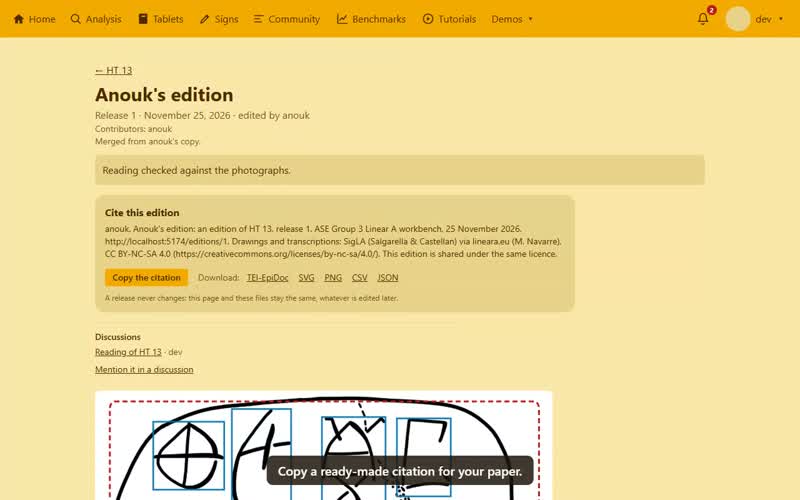 Home Analysis Tablets Signs Community Benchmarks Tutorials Demos 2 dev
← HT 13
Anouk's edition
Release 1 · November 25, 2026 · edited by anouk
Contributors: anouk
Merged from anouk's copy.
Reading checked against the photographs.
Cite this edition
anouk. Anouk's edition: an edition of HT 13. release 1. ASE Group 3 Linear A workbench, 25 November 2026.
http://localhost:5174/editions/1. Drawings and transcriptions: SigLA (Salgarella & Castellan) via lineara.eu (M. Navarre).
CC BY-NC-SA 4.0 (https://creativecommons.org/licenses/by-nc-sa/4.0/). This edition is shared under the same licence.
Copy the citation Download: TEI-EpiDoc SVG PNG CSV JSON
A release never changes: this page and these files stay the same, whatever is edited later.
Discussions
Reading of HT 13 · dev
Mention it in a discussion
Copy a ready-made citation for your paper.